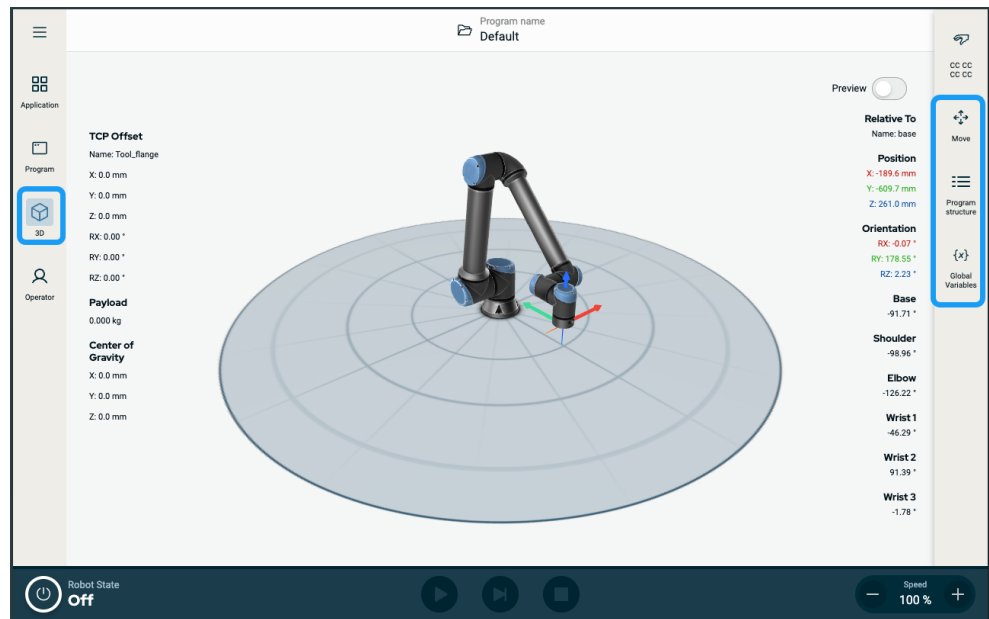 Program name
Default
Application
Program
3D
Operator
TCP Offset
Name: Tool_flange
X: 0.0 mm
Y: 0.0 mm
Z: 0.0 mm
RX: 0.00 °
RY: 0.00 °
RZ: 0.00 °
Payload
0.000 kg
Center of
Gravity
X: 0.0 mm
Y: 0.0 mm
Z: 0.0 mm
Preview
Relative To
Name: base
Position
X: -189.6 mm
Y: -609.7 mm
Z: 261.0 mm
Orientation
RX: -0.07 °
RY: 178.55 °
RZ: 2.23 °
Base
-91.71 °
Shoulder
-98.96 °
Elbow
-126.22 °
Wrist 1
-46.29 °
Wrist 2
91.39 °
Wrist 3
-1.78 °
CC CC
CC CC
Move
Program
structure
{x}
Global
Variables
Robot State
Off
Speed
100 %